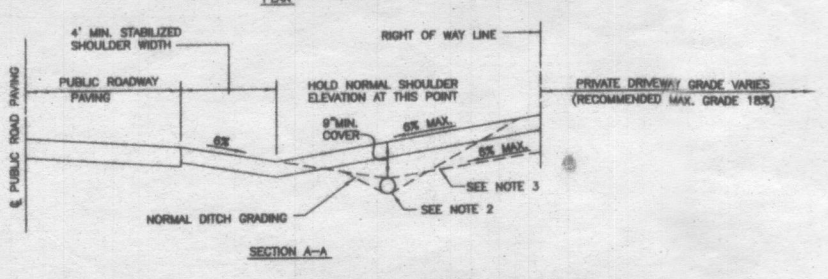 4' MIN. STABILIZED
SHOULDER WIDTH
RIGHT OF WAY LINE
PUBLIC ROADWAY
PAVING
HOLD NORMAL SHOULDER
ELEVATION AT THIS POINT
PRIVATE DRIVEWAY GRADE VARIES
(RECOMMENDED MAX. GRADE 18%)
℄ PUBLIC ROAD PAVING
6%
9"MIN.
COVER
6% MAX.
SEE NOTE 3
SEE NOTE 2
NORMAL DITCH GRADING
SECTION A-A